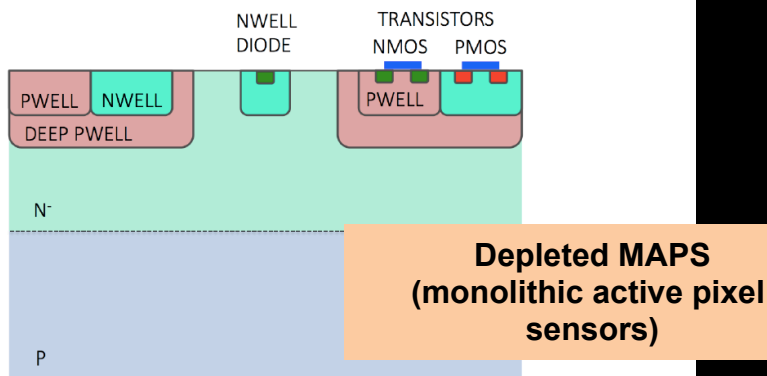 NWELL
DIODE
TRANSISTORS
NMOS PMOS
PWELL NWELL
DEEP PWELL
PWELL
N-
P
Depleted MAPS
(monolithic active pixel
sensors)